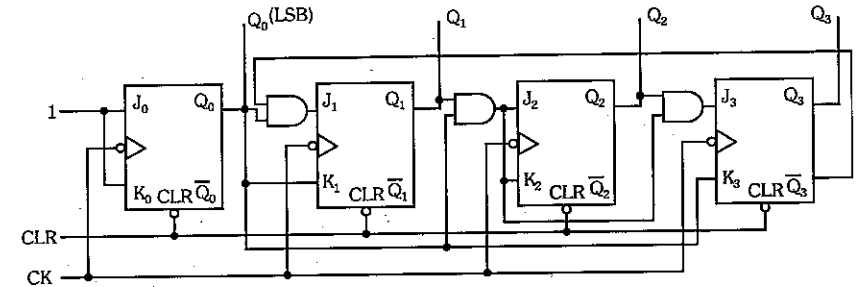 Q₀(LSB) Q₁ Q₂ Q₃
1 J₀ Q₀ J₁ Q₁ J₂ Q₂ J₃ Q₃
K₀ CLR Q̅₀ K₁ CLR Q̅₁ K₂ CLR Q̅₂ K₃ CLR Q̅₃
CLR
CK